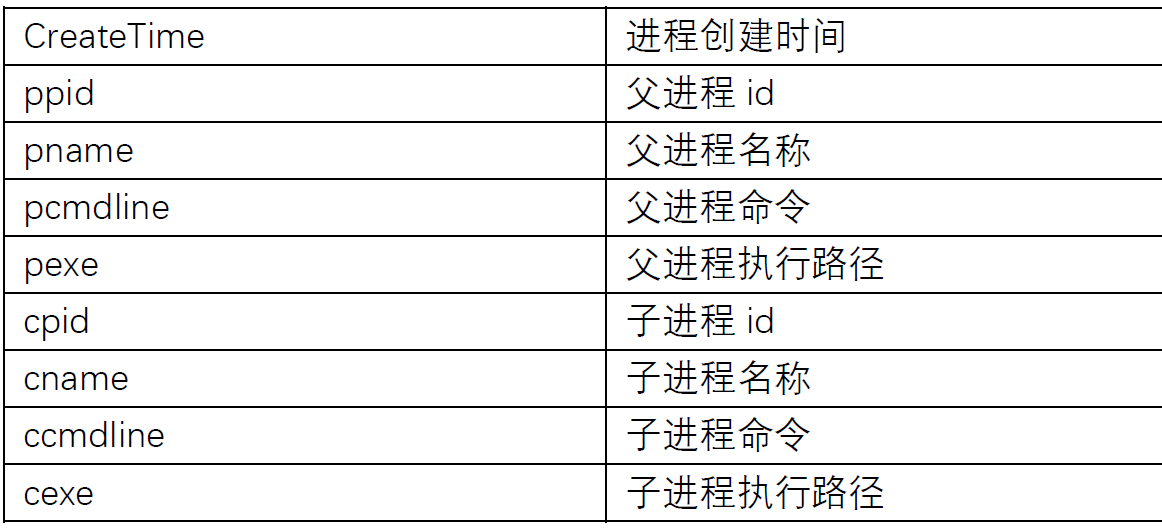 CreateTime 进程创建时间
ppid 父进程 id
pname 父进程名称
pcmdline 父进程命令
pexe 父进程执行路径
cpid 子进程 id
cname 子进程名称
ccmdline 子进程命令
cexe 子进程执行路径